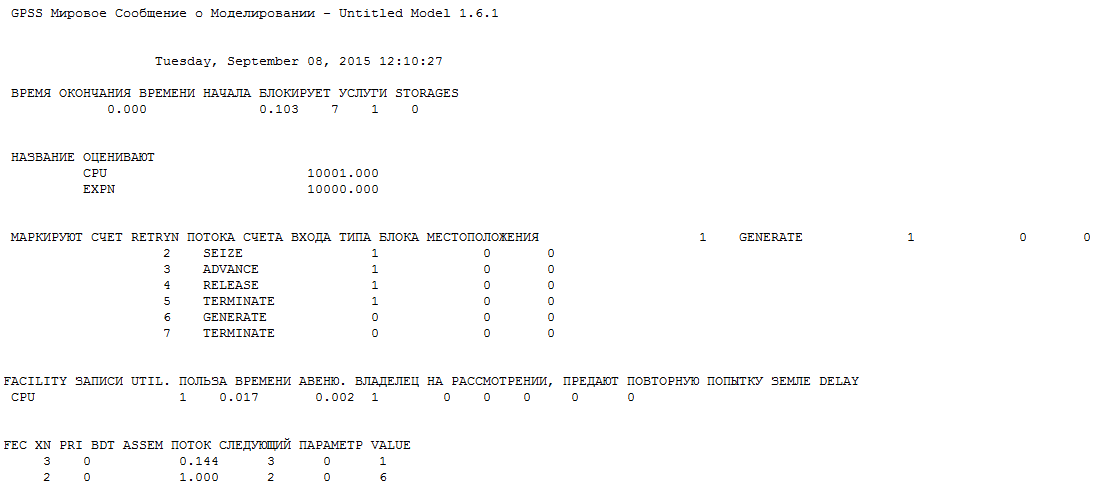 GPSS Мировое Сообщение о Моделировании - Untitled Model 1.6.1
Tuesday, September 08, 2015 12:10:27
ВРЕМЯ ОКОНЧАНИЯ ВРЕМЕНИ НАЧАЛА БЛОКИРУЕТ УСЛУГИ STORAGES
0.000 0.103 7 1 0
НАЗВАНИЕ ОЦЕНИВАЮТ
CPU 10001.000
EXPN 10000.000
МАРКИРУЮТ СЧЕТ RETRYN ПОТОКА СЧЕТА ВХОДА ТИПА БЛОКА МЕСТОПОЛОЖЕНИЯ 1 GENERATE 1 0 0
2 SEIZE 1 0 0
3 ADVANCE 1 0 0
4 RELEASE 1 0 0
5 TERMINATE 1 0 0
6 GENERATE 0 0 0
7 TERMINATE 0 0 0
FACILITY ЗАПИСИ UTIL. ПОЛЬЗА ВРЕМЕНИ АВЕНЮ. ВЛАДЕЛЕЦ НА РАССМОТРЕНИИ, ПРЕДАЮТ ПОВТОРНУЮ ПОПЫТКУ ЗЕМЛЕ DELAY
CPU 1 0.017 0.002 1 0 0 0 0 0
FEC XN PRI BDT ASSEM ПОТОК СЛЕДУЮЩИЙ ПАРАМЕТР VALUE
3 0 0.144 3 0 1
2 0 1.000 2 0 6